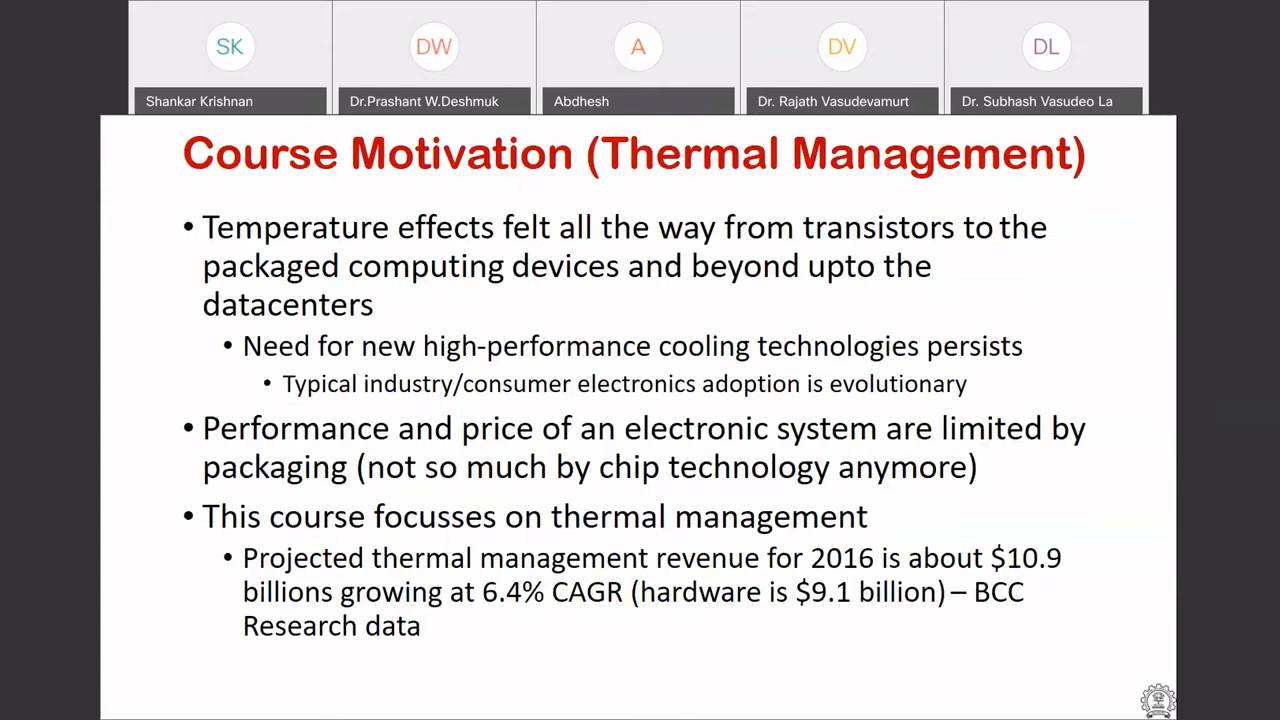 SK
DW
A
DV
DL
Shankar Krishnan
Dr.Prashant W.Deshmuk
Abdhesh
Dr. Rajath Vasudevamurt
Dr. Subhash Vasudeo La
Course Motivation (Thermal Management)
• Temperature effects felt all the way from transistors to the
packaged computing devices and beyond upto the
datacenters
• Need for new high-performance cooling technologies persists
• Typical industry/consumer electronics adoption is evolutionary
• Performance and price of an electronic system are limited by
packaging (not so much by chip technology anymore)
• This course focusses on thermal management
• Projected thermal management revenue for 2016 is about $10.9
billions growing at 6.4% CAGR (hardware is $9.1 billion) – BCC
Research data